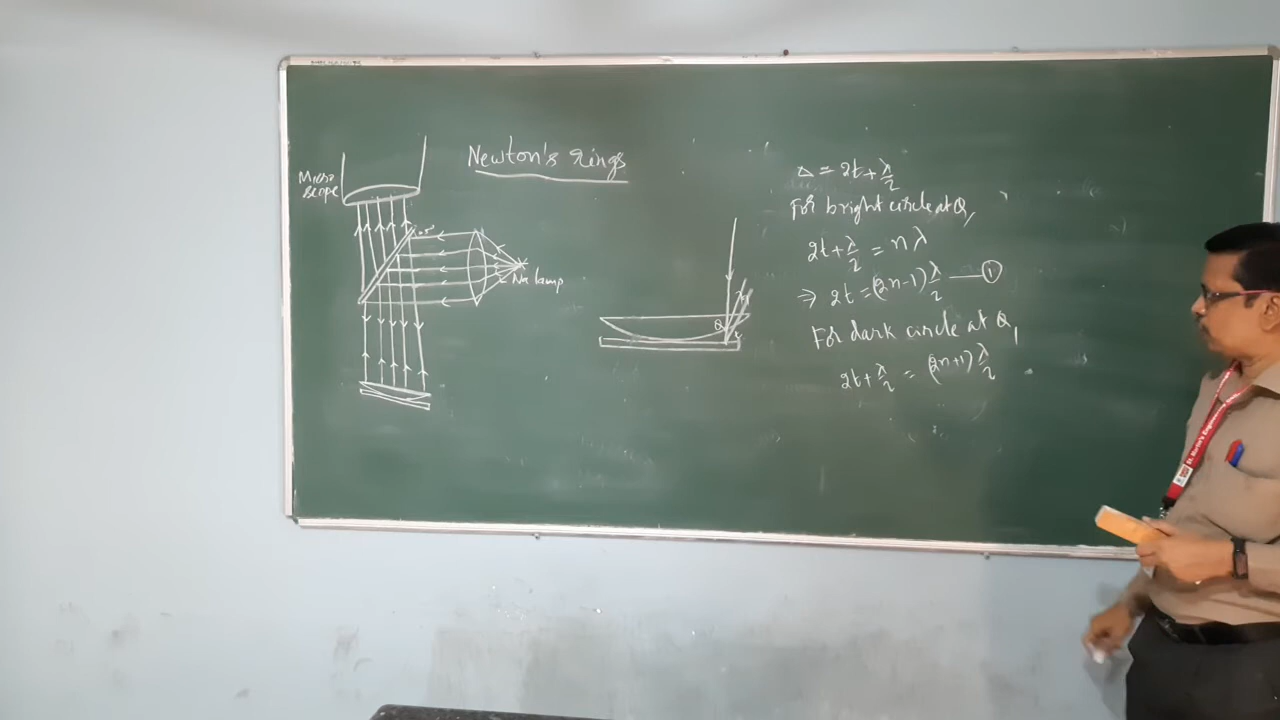 Newton's rings
Micro
scope
45°
Na lamp
Q
Δ = 2t + λ/2
For bright circle at Q,
2t + λ/2 = nλ
⇒ 2t = (2n-1) λ/2 — ①
For dark circle at Q,
2t + λ/2 = (2n+1) λ/2